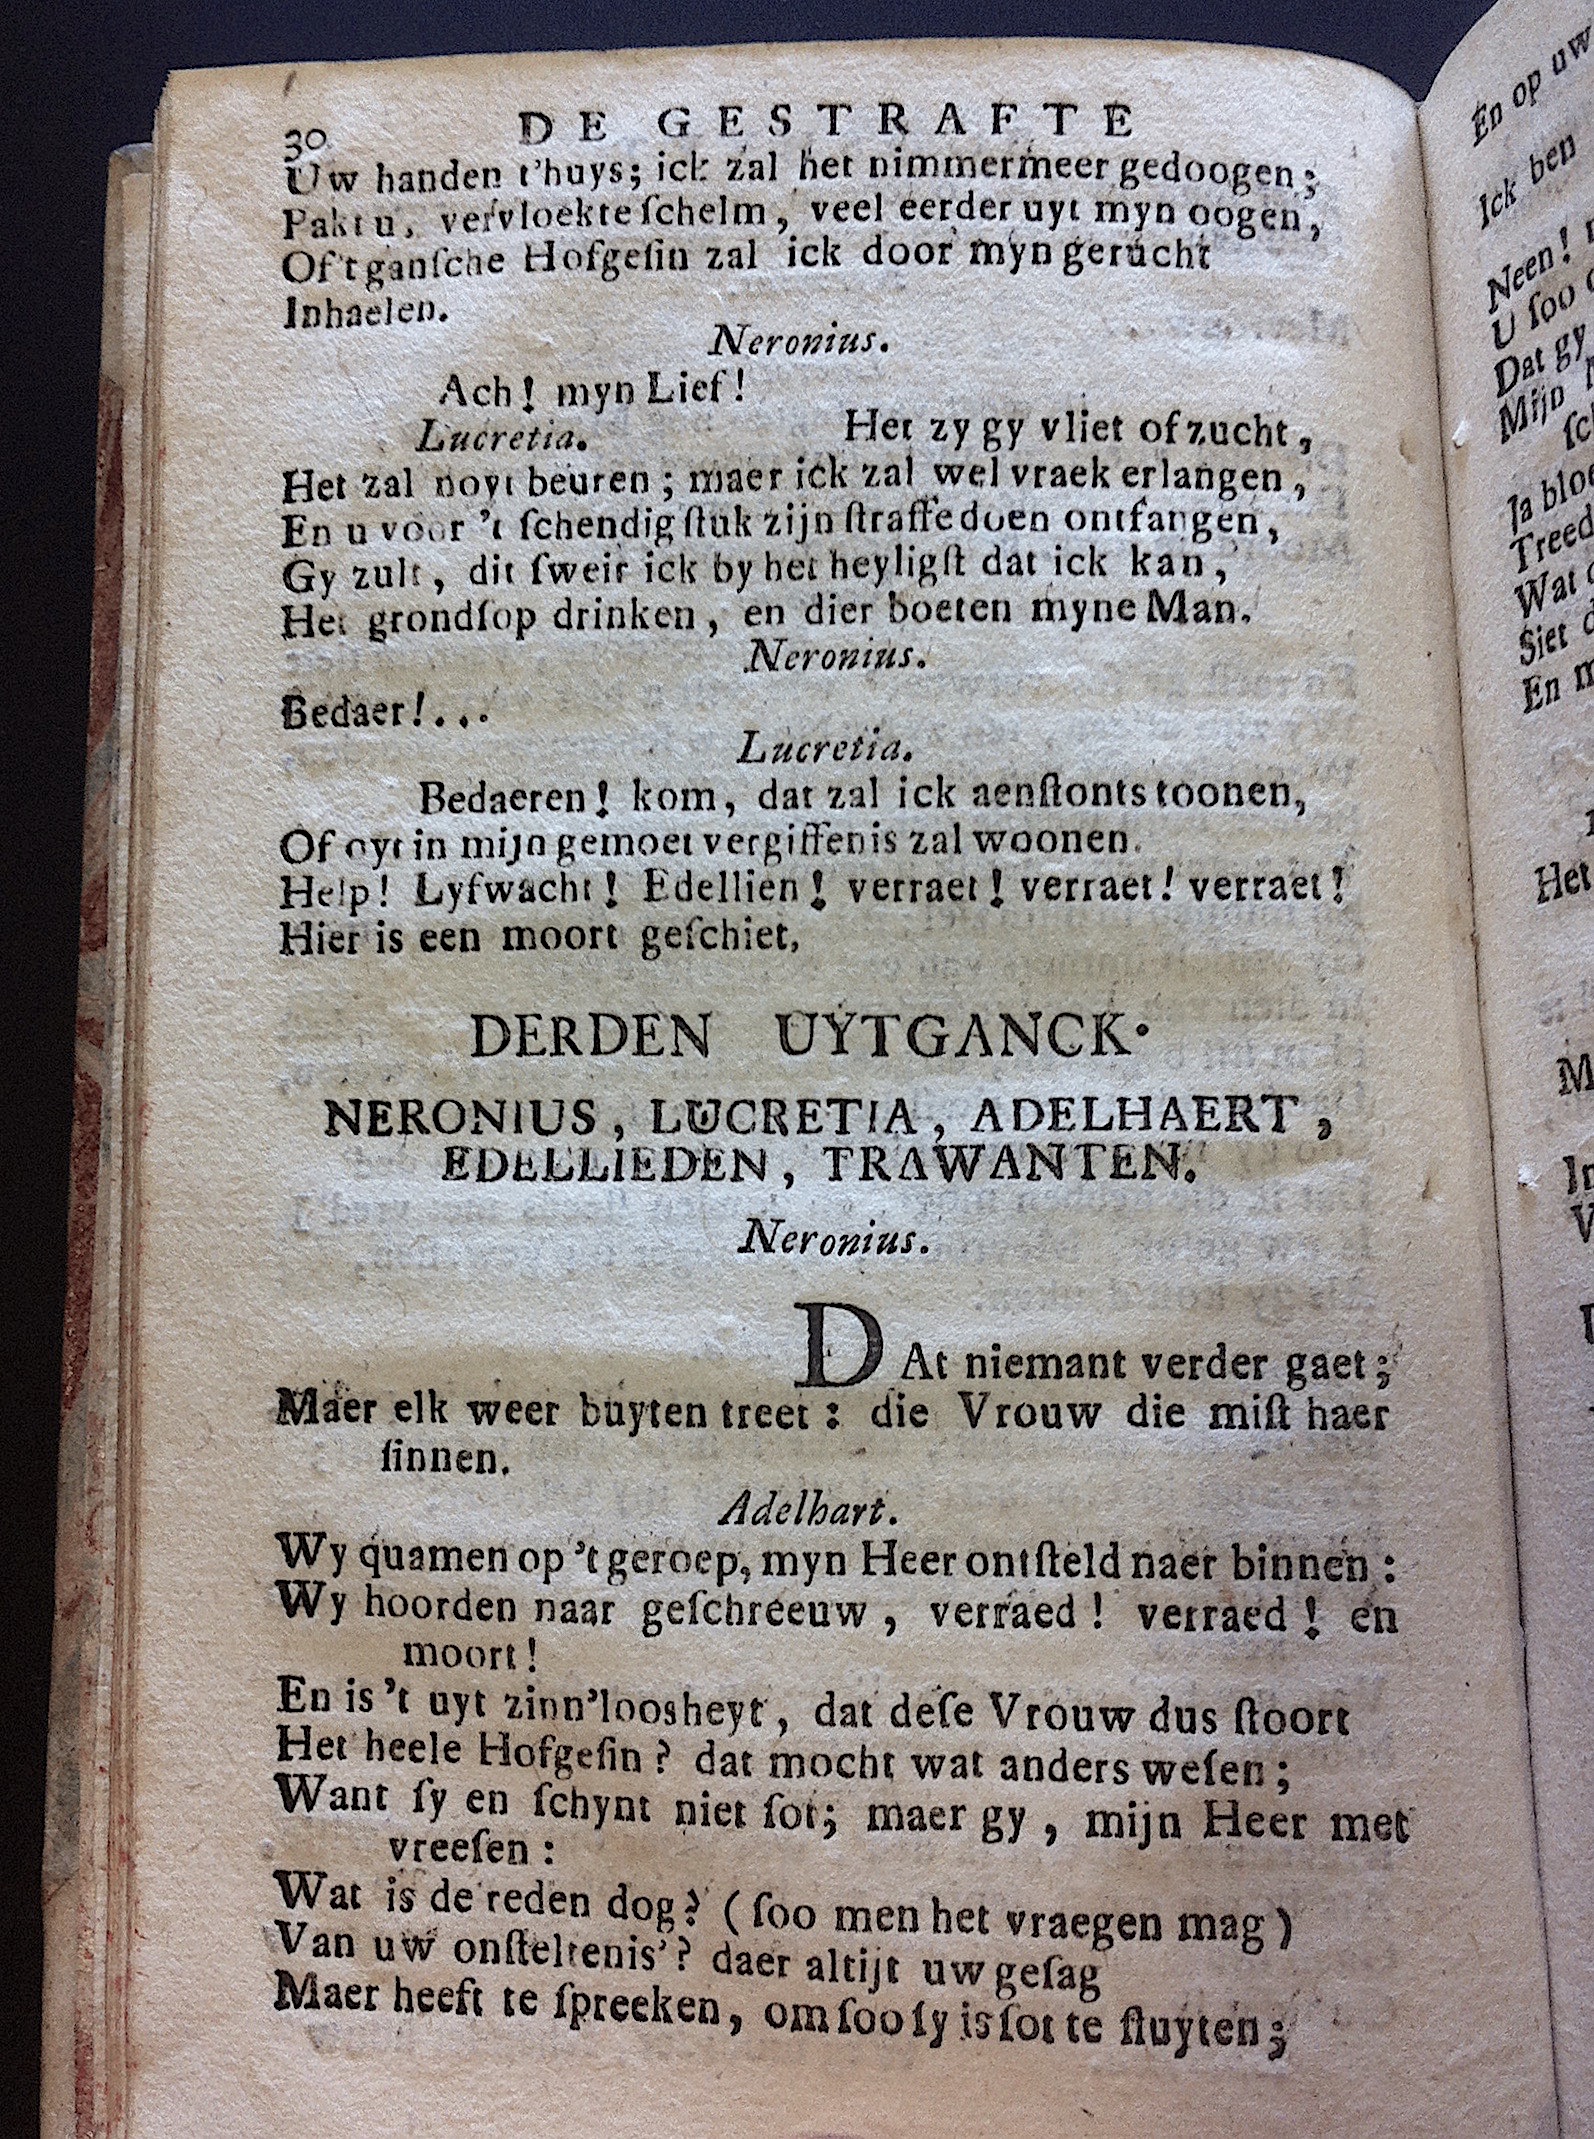 30 DE GESTRAFTE
Uw handen t'huys; ick zal het nimmermeer gedoogen;
Pakt u, vervloekte ſchelm, veel eerder uyt myn oogen,
Of 't ganſche Hofgeſin zal ick door myn gerucht
Inhaelen.
Neronius.
Ach! myn Lief!
Lucretia. Het zy gy vliet of zucht,
Het zal noyt beuren; maer ick zal wel vraek erlangen,
En u voor 't ſchendig ſtuk zijn ſtraffe doen ontfangen,
Gy zult, dit ſweir ick by het heyligſt dat ick kan,
Het grondſop drinken, en dier boeten myne Man.
Neronius.
Bedaer!...
Lucretia.
Bedaeren! kom, dat zal ick aenſtonts toonen,
Of oyt in mijn gemoet vergiffenis zal woonen.
Help! Lyfwacht! Edellien! verraet! verraet! verraet!
Hier is een moort geſchiet,
DERDEN UYTGANCK.
NERONIUS, LUCRETIA, ADELHAERT,
EDELLIEDEN, TRAWANTEN.
Neronius.
DAt niemant verder gaet;
Maer elk weer buyten treet: die Vrouw die miſt haer
ſinnen.
Adelhart.
Wy quamen op 't geroep, myn Heer ontſteld naer binnen:
Wy hoorden naar geſchreeuw, verraed! verraed! en
moort!
En is 't uyt zinn'loosheyt, dat deſe Vrouw dus ſtoort
Het heele Hofgeſin? dat mocht wat anders weſen;
Want ſy en ſchynt niet ſot; maer gy, mijn Heer met
vreeſen:
Wat is de reden dog? (ſoo men het vraegen mag)
Van uw onſteltenis'? daer altijt uw geſag
Maer heeft te ſpreeken, om ſoo ſy is ſot te ſluyten;
En op uw
Ick ben
Neen!
U ſoo
Dat gy
Mijn
Ja bloe
Treed
Wat
Siet
En m
Het